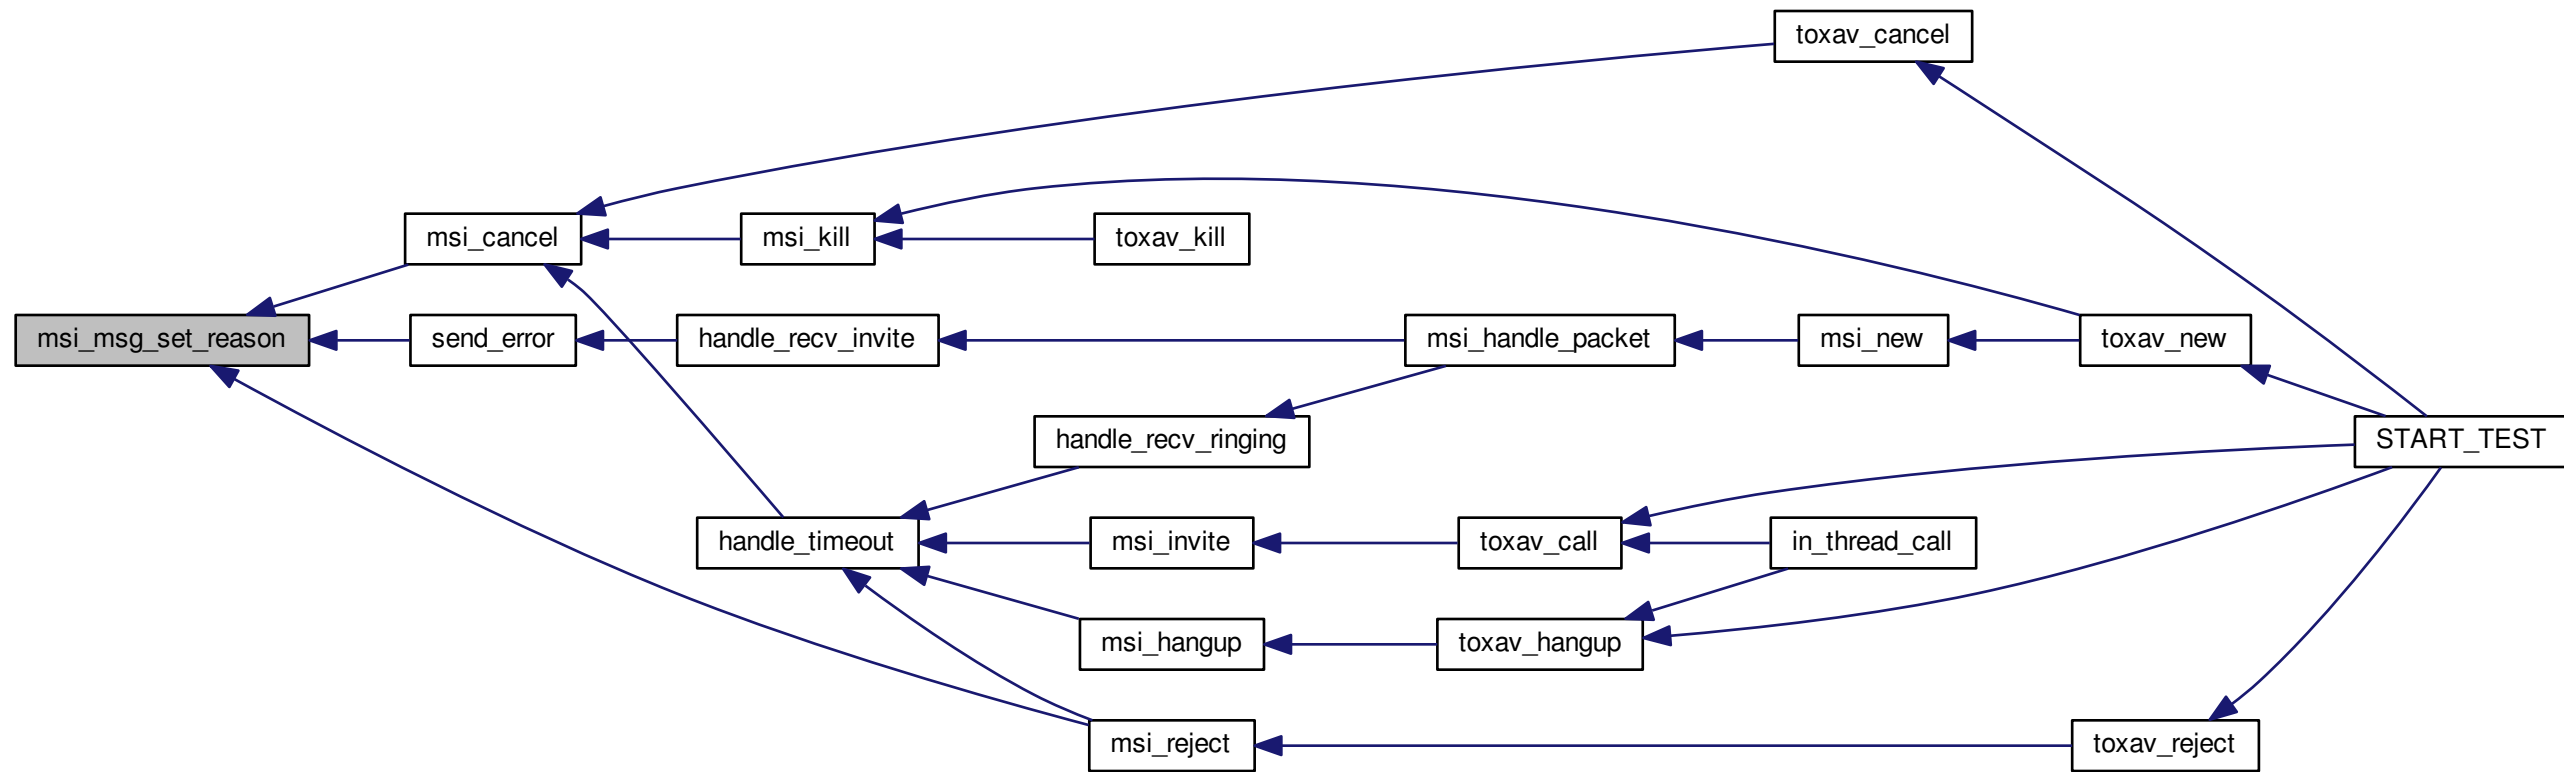 toxav_cancel
msi_cancel
msi_kill
toxav_kill
msi_msg_set_reason
send_error
handle_recv_invite
msi_handle_packet
msi_new
toxav_new
handle_recv_ringing
START_TEST
handle_timeout
msi_invite
toxav_call
in_thread_call
msi_hangup
toxav_hangup
msi_reject
toxav_reject